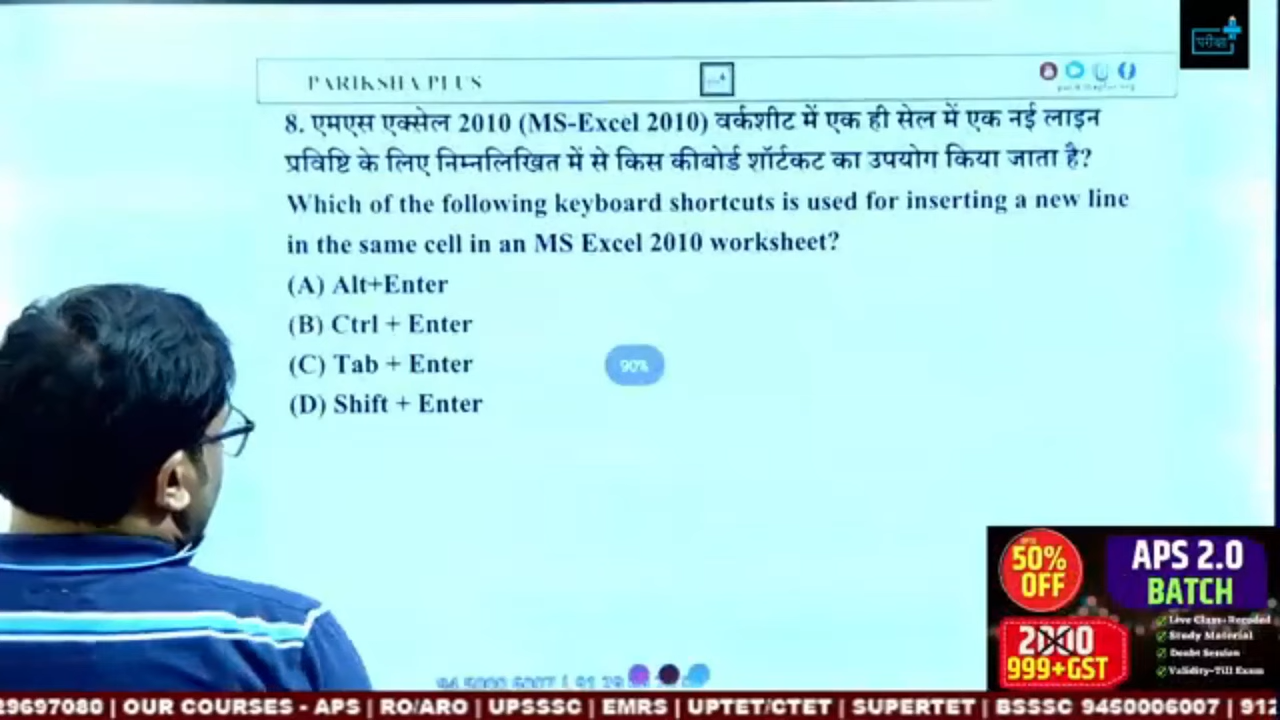 परीक्षा
PARIKSHA PLUS
8. एमएस एक्सेल 2010 (MS-Excel 2010) वर्कशीट में एक ही सेल में एक नई लाइन
प्रविष्टि के लिए निम्नलिखित में से किस कीबोर्ड शॉर्टकट का उपयोग किया जाता है?
Which of the following keyboard shortcuts is used for inserting a new line
in the same cell in an MS Excel 2010 worksheet?
(A) Alt+Enter
(B) Ctrl + Enter
(C) Tab + Enter
(D) Shift + Enter
90%
50%
OFF
APS 2.0
BATCH
999+GST
Live Class+Recoded
Study Material
Doubt Session
Validity-Till Exam
29697080 | OUR COURSES - APS | RO/ARO | UPSSSC | EMRS | UPTET/CTET | SUPERTET | BSSSC 9450006007 | 912